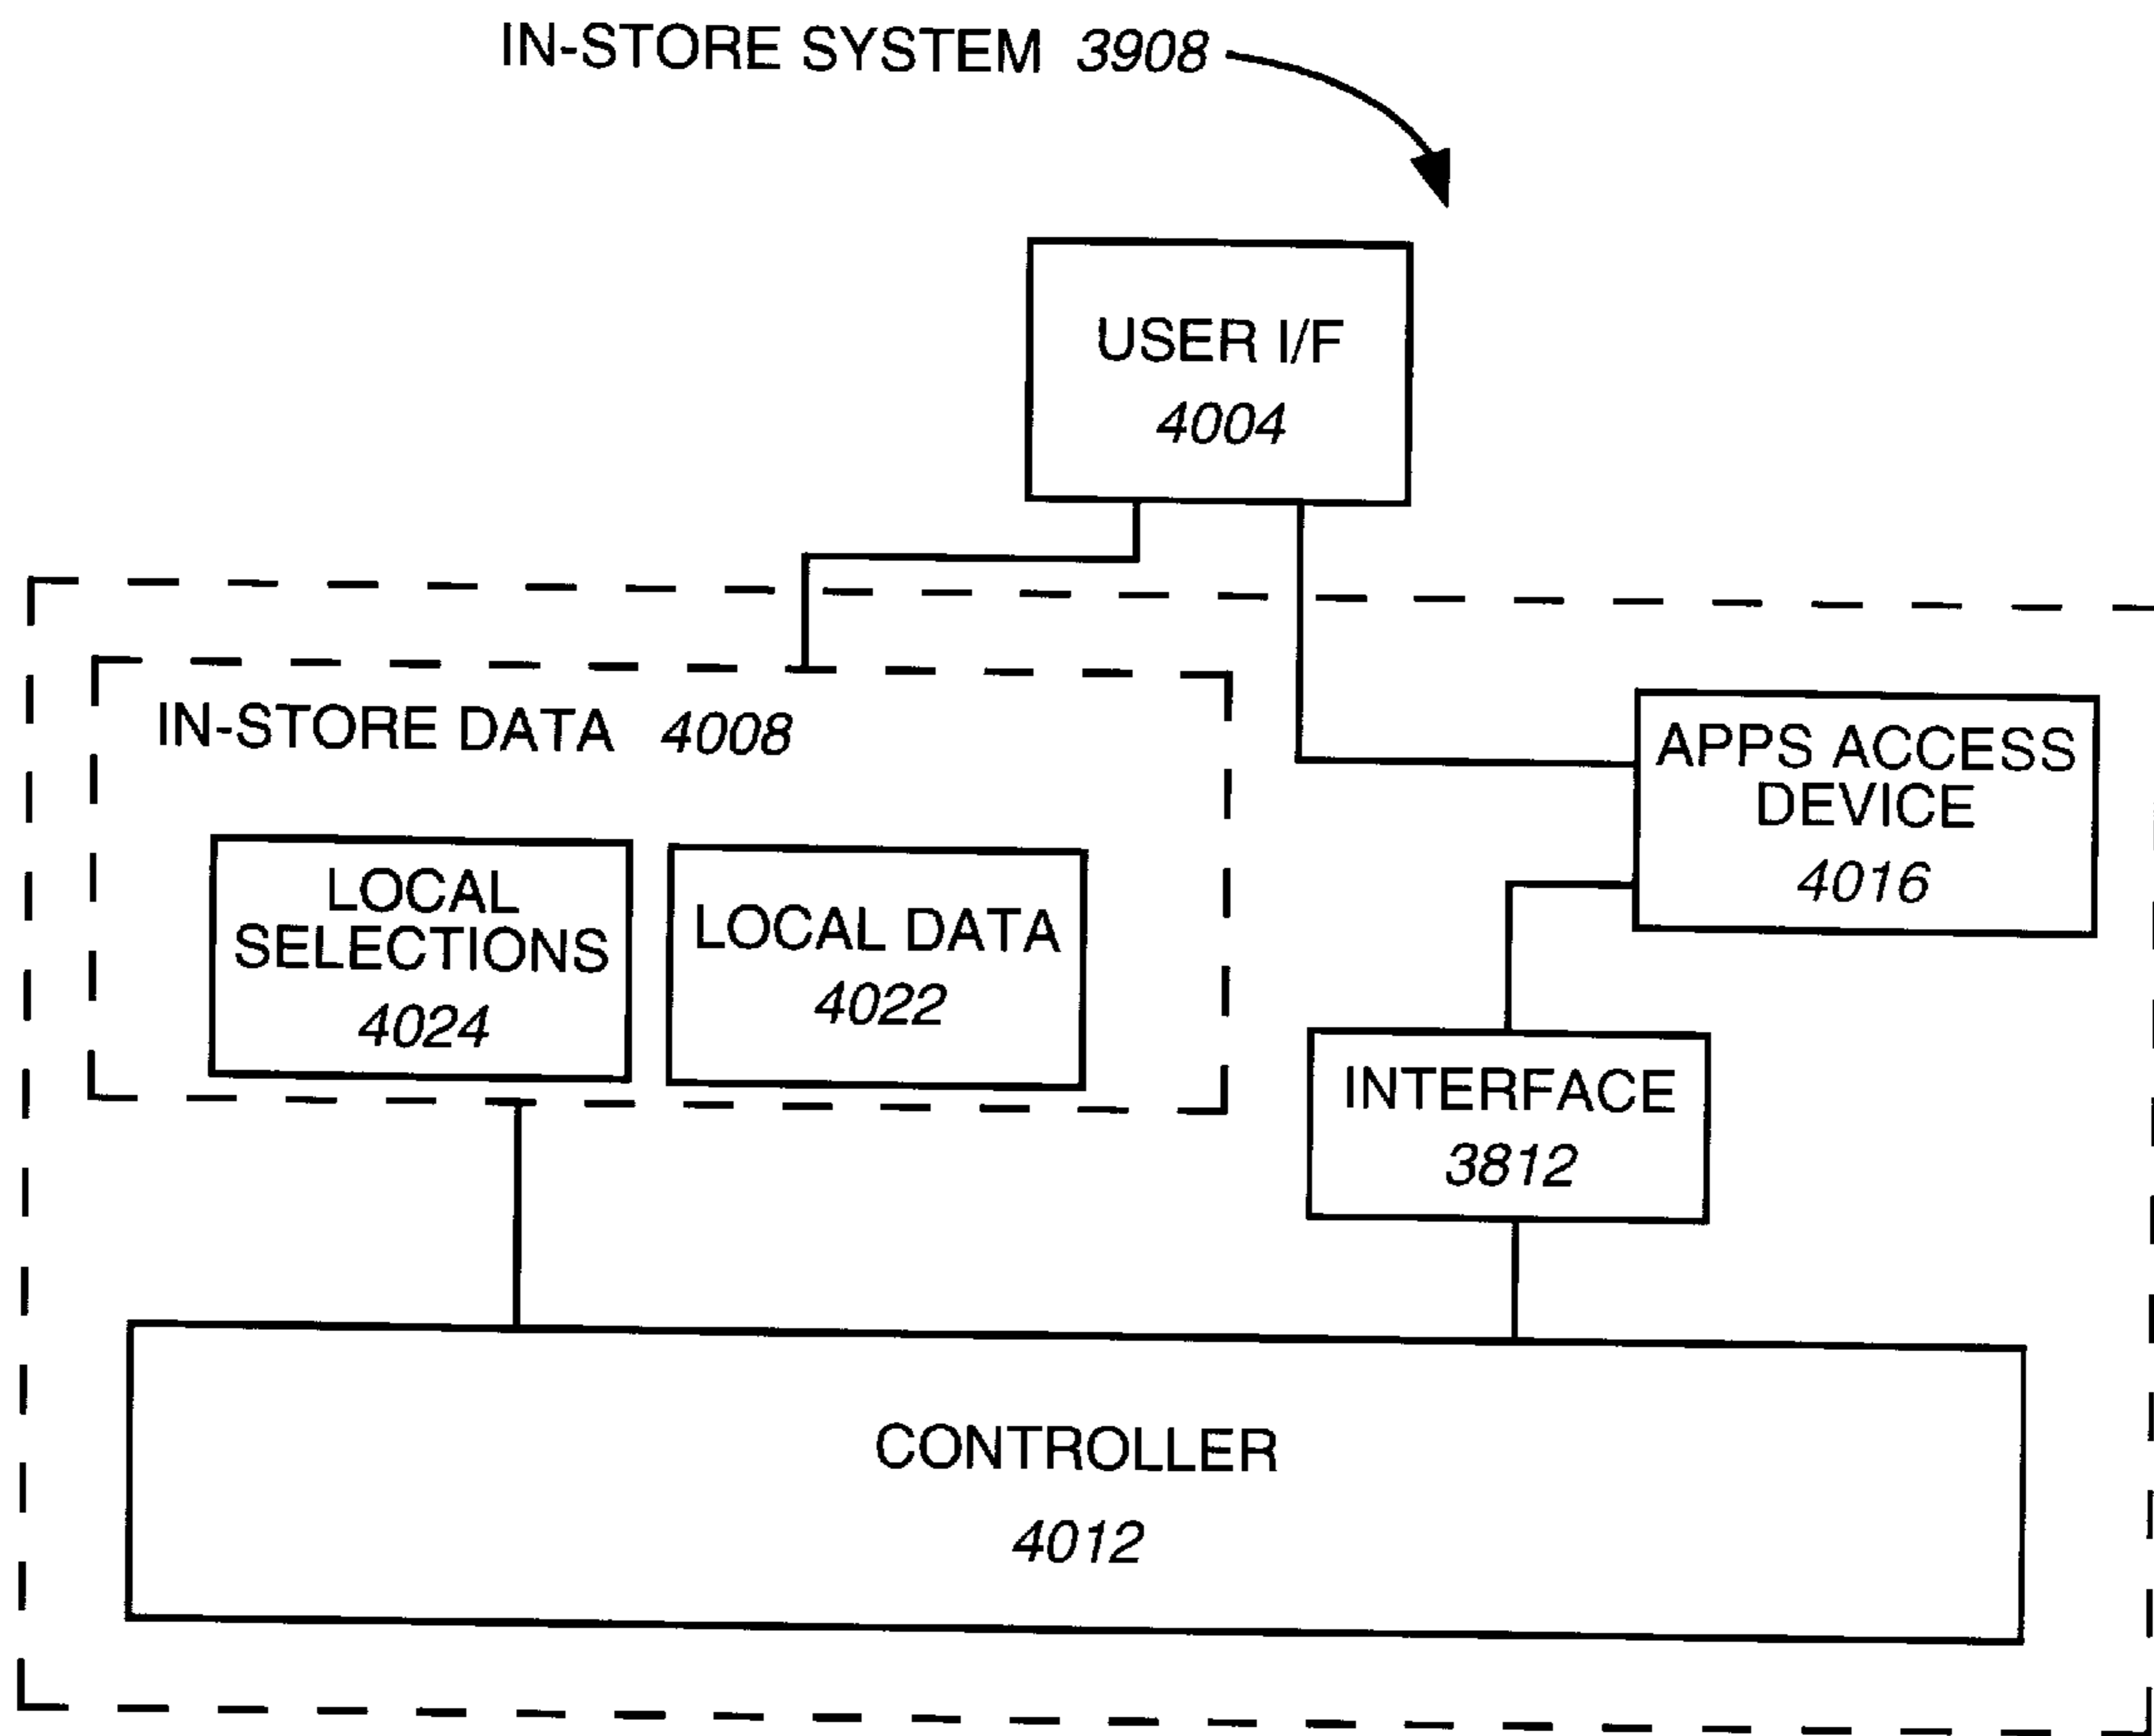 IN-STORE SYSTEM 3908
USER I/F
4004
IN-STORE DATA 4008
LOCAL
SELECTIONS
4024
LOCAL DATA
4022
APPS ACCESS
DEVICE
4016
INTERFACE
3812
CONTROLLER
4012